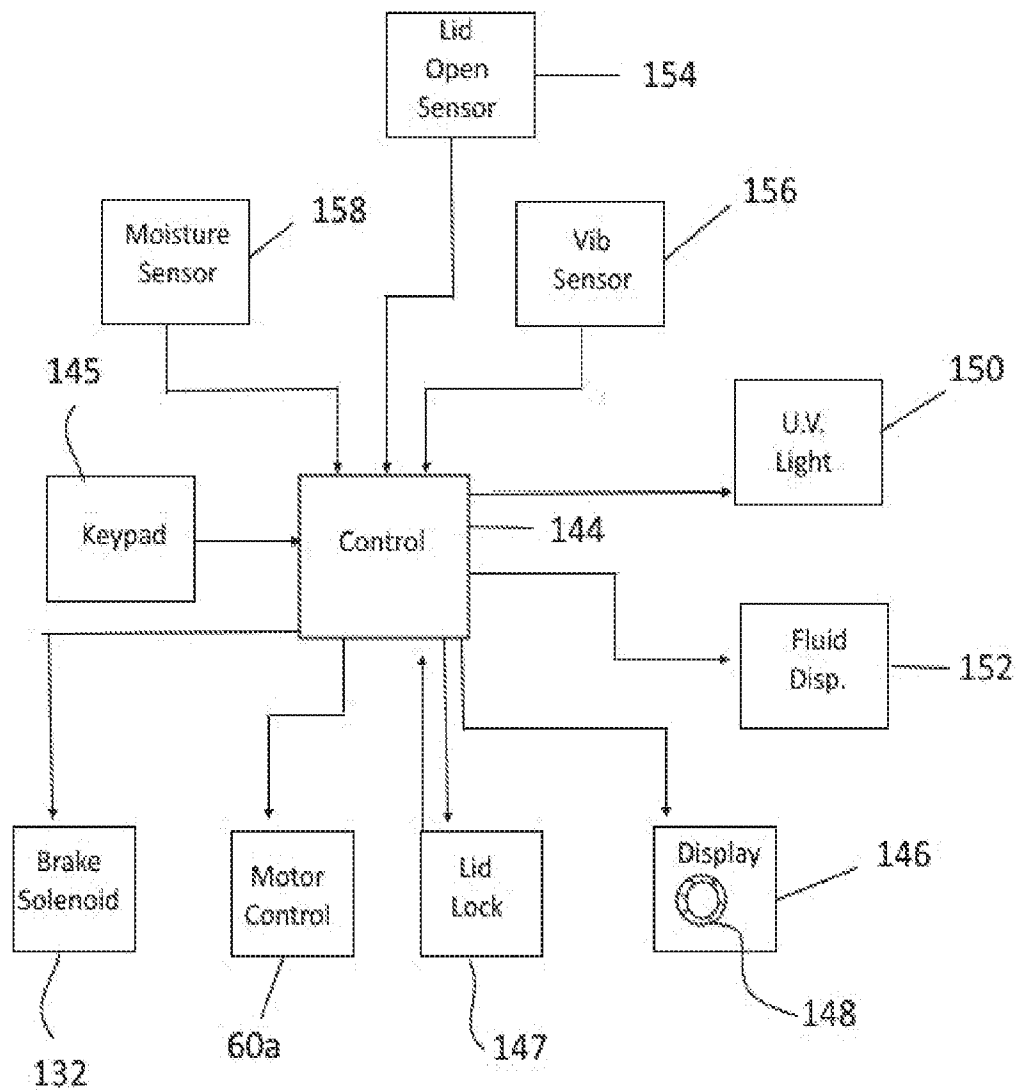 Lid
Open
Sensor
154
158
156
Moisture
Sensor
Vib
Sensor
145
150
U.V.
Light
Keypad
Control
144
Fluid
Disp.
152
Brake
Solenoid
Motor
Control
Lid
Lock
Display
146
148
132
60a
147